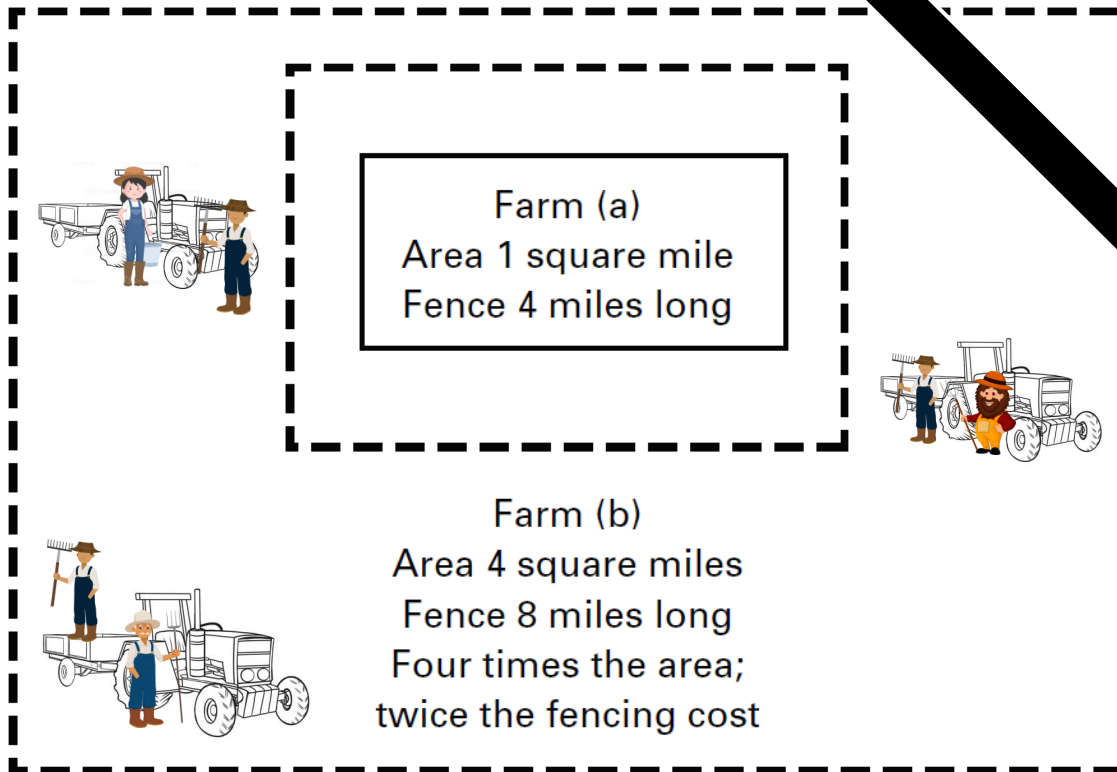 Farm (a)
Area 1 square mile
Fence 4 miles long
Farm (b)
Area 4 square miles
Fence 8 miles long
Four times the area;
twice the fencing cost